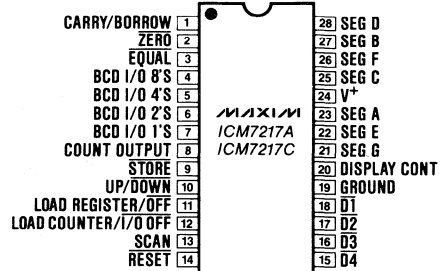 CARRY/BORROW 1
ZERO 2
EQUAL 3
BCD I/O 8'S 4
BCD I/O 4'S 5
BCD I/O 2'S 6
BCD I/O 1'S 7
COUNT OUTPUT 8
STORE 9
UP/DOWN 10
LOAD REGISTER/OFF 11
LOAD COUNTER/I/O OFF 12
SCAN 13
RESET 14
MAXIM
ICM7217A
ICM7217C
28 SEG D
27 SEG B
26 SEG F
25 SEG C
24 V+
23 SEG A
22 SEG E
21 SEG G
20 DISPLAY CONT
19 GROUND
18 D1
17 D2
16 D3
15 D4